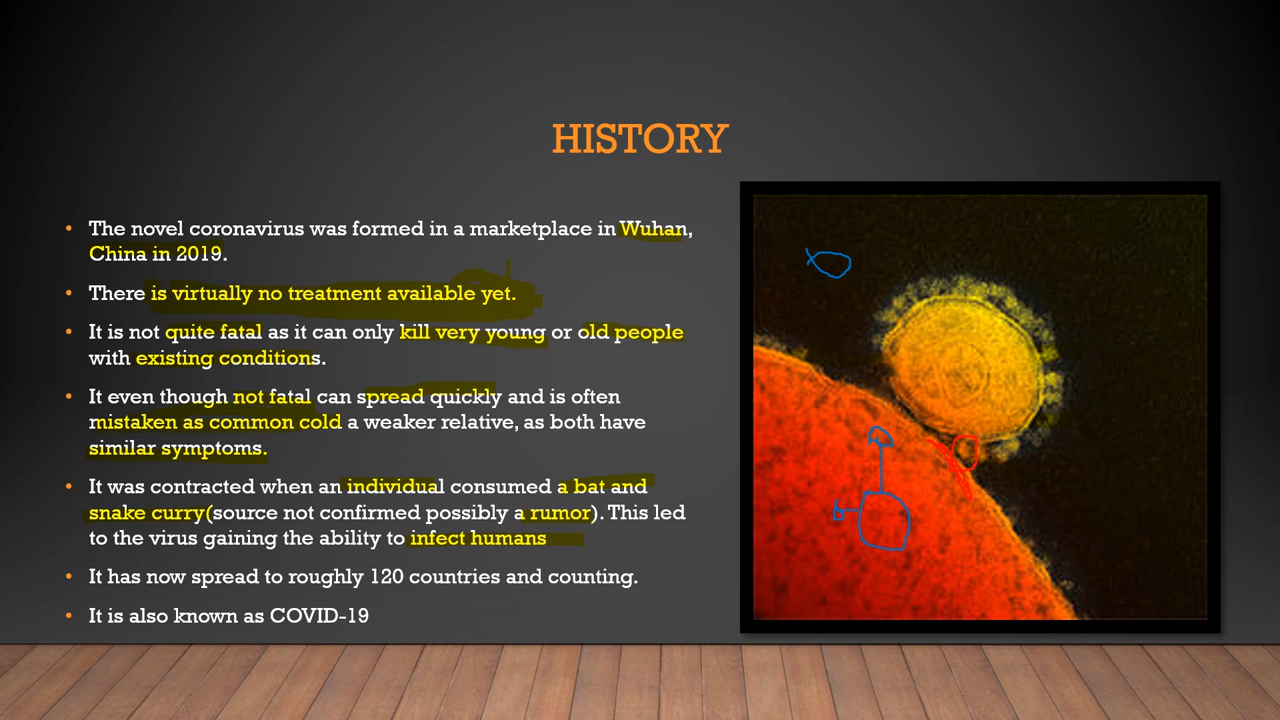 HISTORY
The novel coronavirus was formed in a marketplace in Wuhan,
China in 2019.
There is virtually no treatment available yet.
It is not quite fatal as it can only kill very young or old people
with existing conditions.
It even though not fatal can spread quickly and is often
mistaken as common cold a weaker relative, as both have
similar symptoms.
It was contracted when an individual consumed a bat and
snake curry(source not confirmed possibly a rumor). This led
to the virus gaining the ability to infect humans
It has now spread to roughly 120 countries and counting.
It is also known as COVID-19